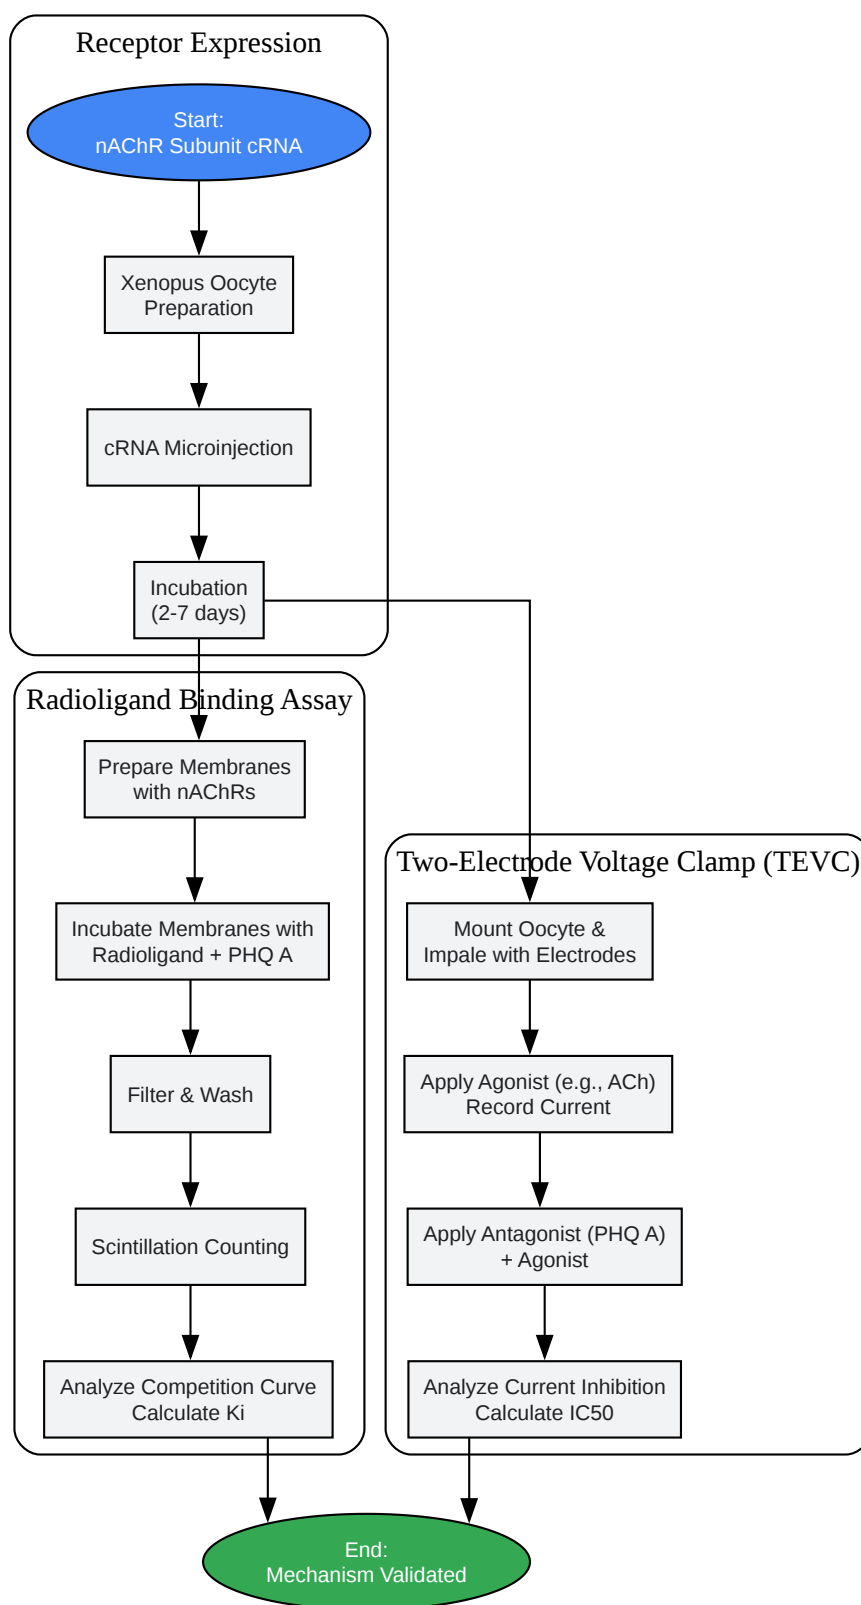 Receptor Expression
Start:
nAChR Subunit cRNA
Xenopus Oocyte
Preparation
cRNA Microinjection
Incubation
(2-7 days)
Radioligand Binding Assay
Prepare Membranes
with nAChRs
Incubate Membranes with
Radioligand + PHQ A
Filter & Wash
Scintillation Counting
Analyze Competition Curve
Calculate Ki
Two-Electrode Voltage Clamp (TEVC)
Mount Oocyte &
Impale with Electrodes
Apply Agonist (e.g., ACh)
Record Current
Apply Antagonist (PHQ A)
+ Agonist
Analyze Current Inhibition
Calculate IC50
End:
Mechanism Validated